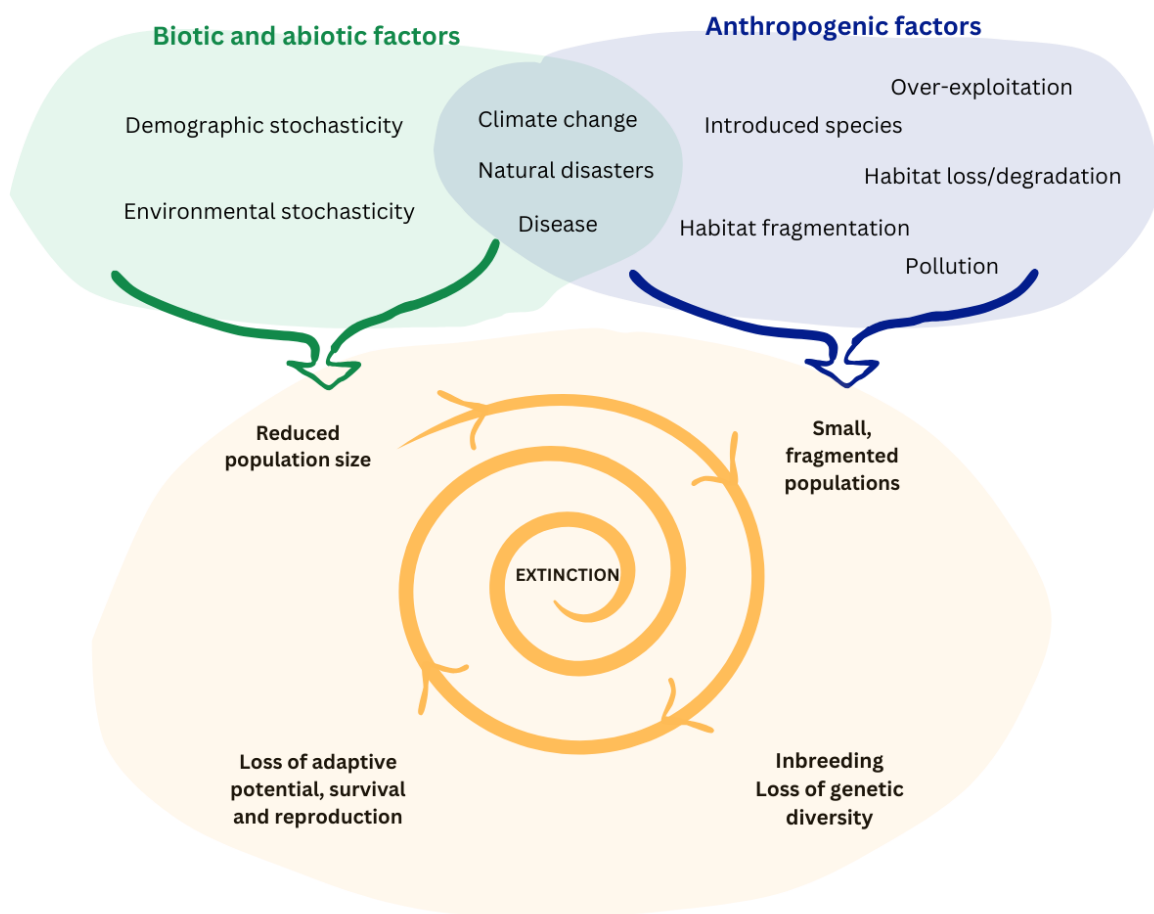 Biotic and abiotic factors
Anthropogenic factors
Demographic stochasticity
Environmental stochasticity
Climate change
Natural disasters
Disease
Over-exploitation
Introduced species
Habitat loss/degradation
Habitat fragmentation
Pollution
Reduced
population size
Small,
fragmented
populations
EXTINCTION
Loss of adaptive
potential, survival
and reproduction
Inbreeding
Loss of genetic
diversity